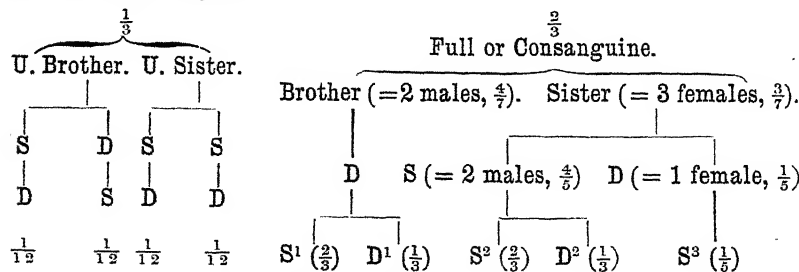 1/3
U. Brother. U. Sister.
S D S S
D S D D
1/12 1/12 1/12 1/12
2/3
Full or Consanguine.
Brother (=2 males, 4/7). Sister (= 3 females, 3/7).
D S (= 2 males, 4/5) D (= 1 female, 1/5)
S¹ (2/3) D¹ (1/3) S² (2/3) D² (1/3) S³ (1/5)